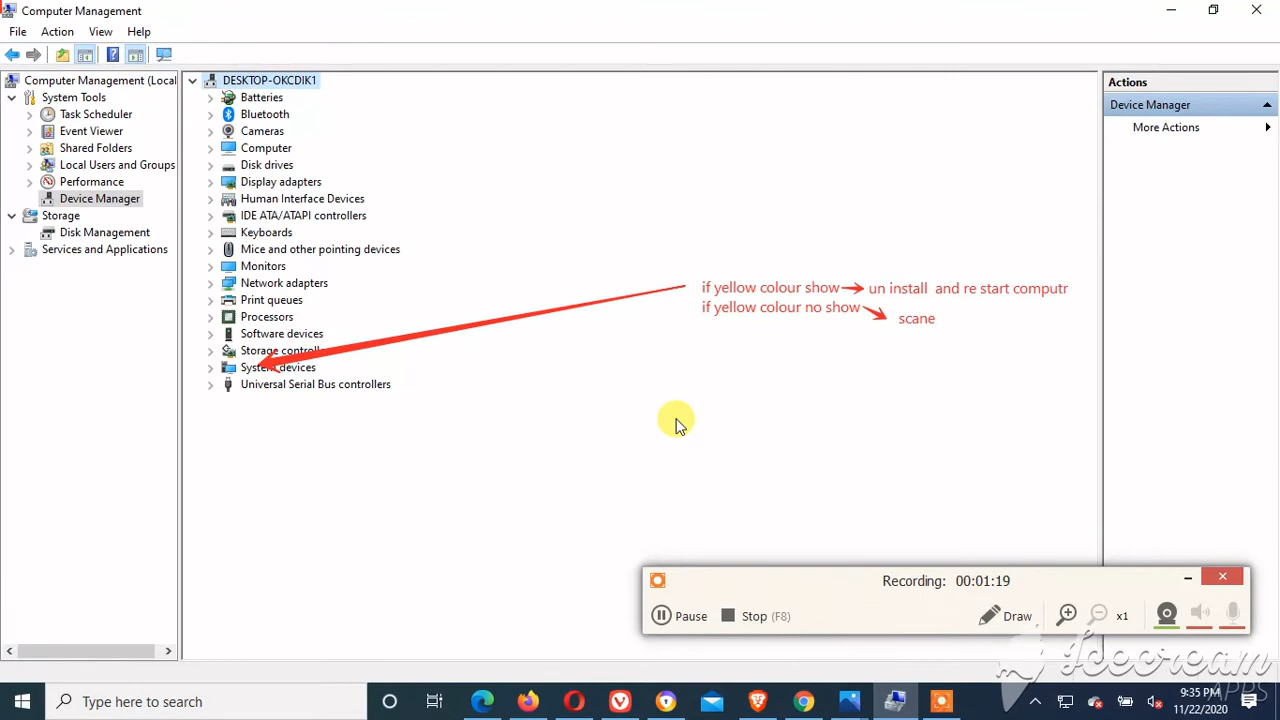 Computer Management
File Action View Help
Computer Management (Local
System Tools
Task Scheduler
Event Viewer
Shared Folders
Local Users and Groups
Performance
Device Manager
Storage
Disk Management
Services and Applications
DESKTOP-OKCDIK1
Batteries
Bluetooth
Cameras
Computer
Disk drives
Display adapters
Human Interface Devices
IDE ATA/ATAPI controllers
Keyboards
Mice and other pointing devices
Monitors
Network adapters
Print queues
Processors
Software devices
Storage
System devices
Universal Serial Bus controllers
if yellow colour show un install and re start computr
if yellow colour no show
scane
Actions
Device Manager
More Actions
Recording: 00:01:19
Pause Stop (F8) Draw x1
Icecream
APPS
Type here to search
9:35 PM
11/22/2020